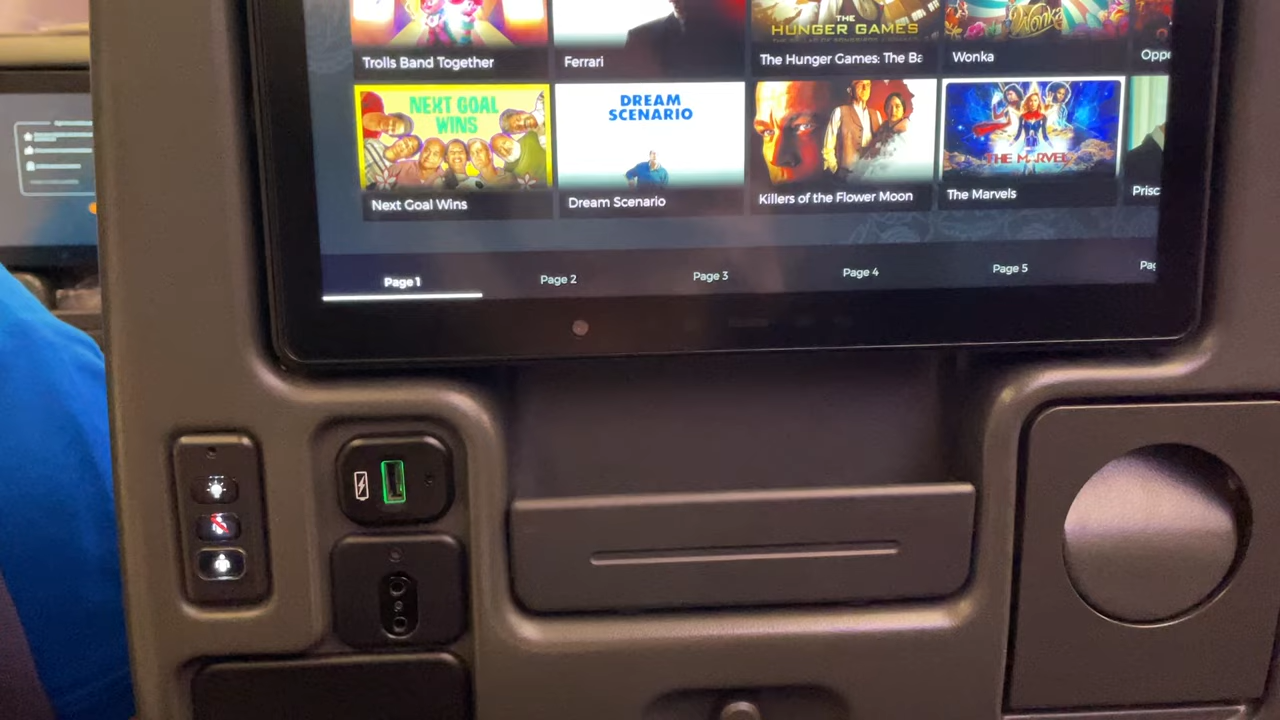 THE
HUNGER GAMES
Wonka
Trolls Band Together
Ferrari
The Hunger Games: The Ba
Wonka
Oppe
NEXT GOAL
WINS
DREAM
SCENARIO
THE MARVEL
Next Goal Wins
Dream Scenario
Killers of the Flower Moon
The Marvels
Prisc
Page 1
Page 2
Page 3
Page 4
Page 5
Pag